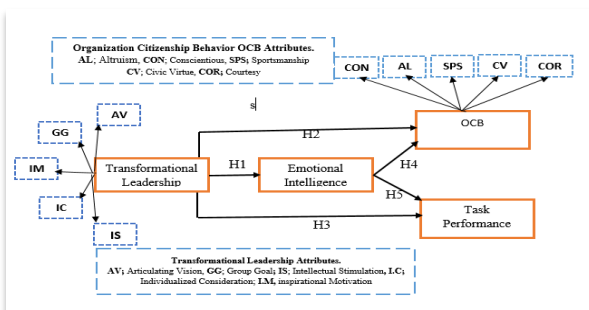 Organization Citizenship Behavior OCB Attributes.
AL; Altruism, CON; Conscientious, SPS; Sportsmanship
CV; Civic Virtue, COR; Courtesy
CON
AL
SPS
CV
COR
s
AV
GG
IM
IC
IS
H2
OCB
Transformational
Leadership
H1
Emotional
Intelligence
H4
H5
Task
Performance
H3
Transformational Leadership Attributes.
AV; Articulating Vision, GG; Group Goal; IS; Intellectual Stimulation, I.C;
Individualized Consideration; I.M, inspirational Motivation